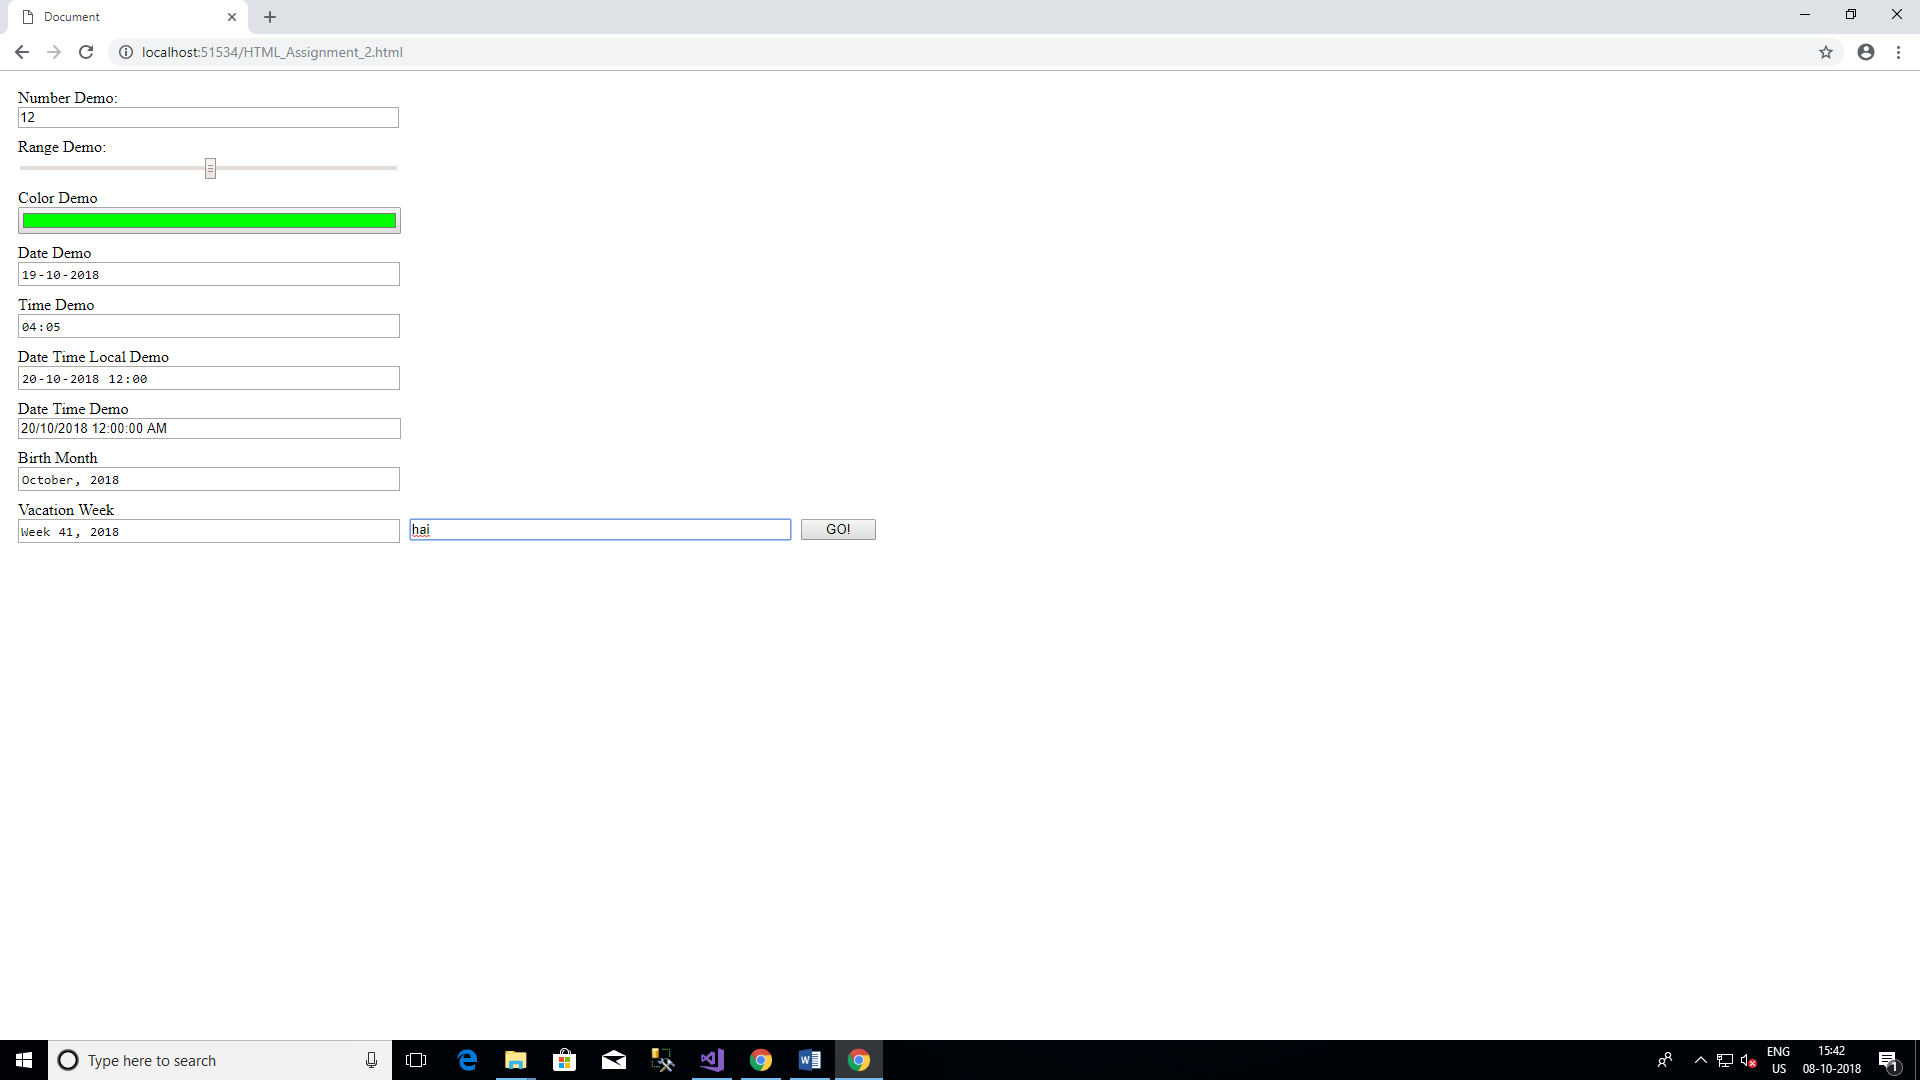 Document
localhost:51534/HTML_Assignment_2.html
Number Demo:
12
Range Demo:
Color Demo
Date Demo
19-10-2018
Time Demo
04:05
Date Time Local Demo
20-10-2018 12:00
Date Time Demo
20/10/2018 12:00:00 AM
Birth Month
October, 2018
Vacation Week
Week 41, 2018 hai GO!
Type here to search
ENG
US
15:42
08-10-2018
1